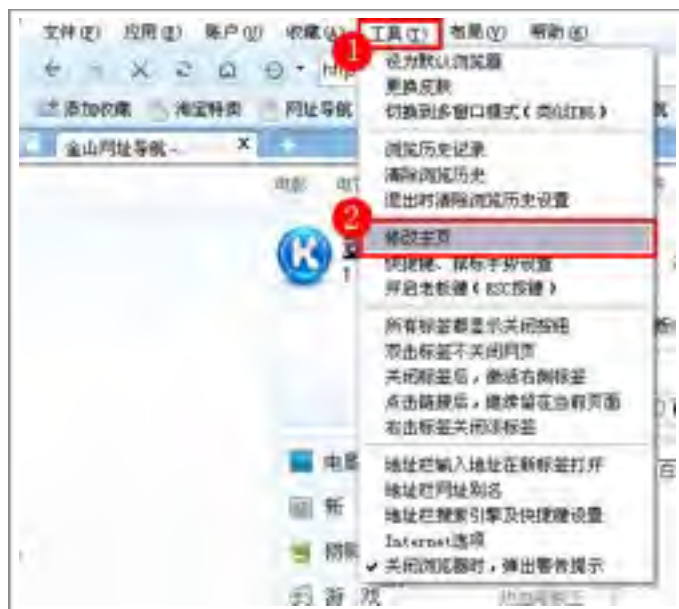 文件(F) 应用(Q) 账户(U) 收藏(A) 工具(T) 布局(V) 帮助(H)
1
http
添加收藏 淘宝特卖 网址导航
金山网址导航 -.. x
设为默认浏览器
更换皮肤
切换到多窗口模式(类似IE6)
浏览历史记录
清除浏览历史
退出时清除浏览历史设置
2
修改主页
快捷键、鼠标手势设置
开启老板键(ESC按键)
所有标签都显示关闭按钮
双击标签不关闭网页
关闭标签后,激活右侧标签
点击链接后,继续留在当前页面
右击标签关闭该标签
地址栏输入地址在新标签打开
地址栏网址别名
地址栏搜索引擎及快捷键设置
Internet选项
✓ 关闭浏览器时,弹出警告提示
电影
K
新
游戏
百